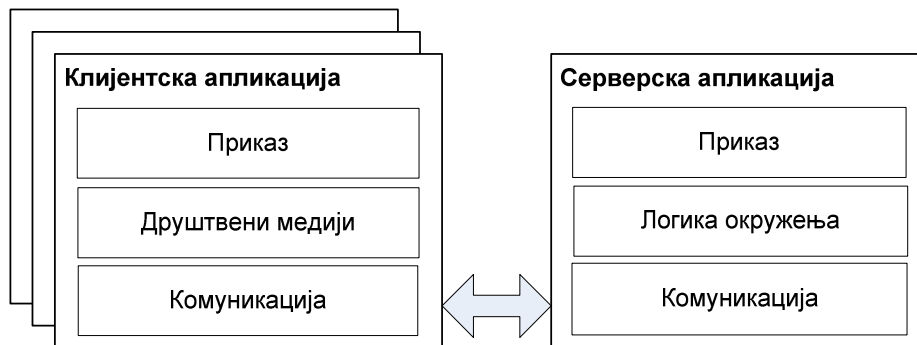 Клијентска апликација
Приказ
Друштвени медији
Комуникација
Серверска апликација
Приказ
Логика окружења
Комуникација